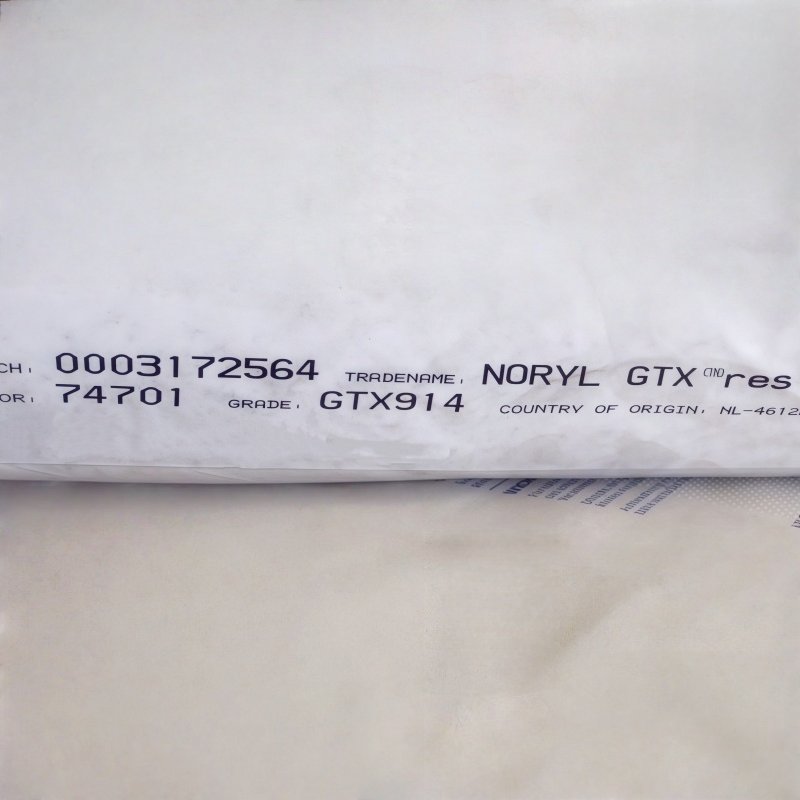 CH: 0003172564 TRADENAME: NORYL GTX (TM)res
OR: 74701 GRADE: GTX914 COUNTRY OF ORIGIN: NL-4612